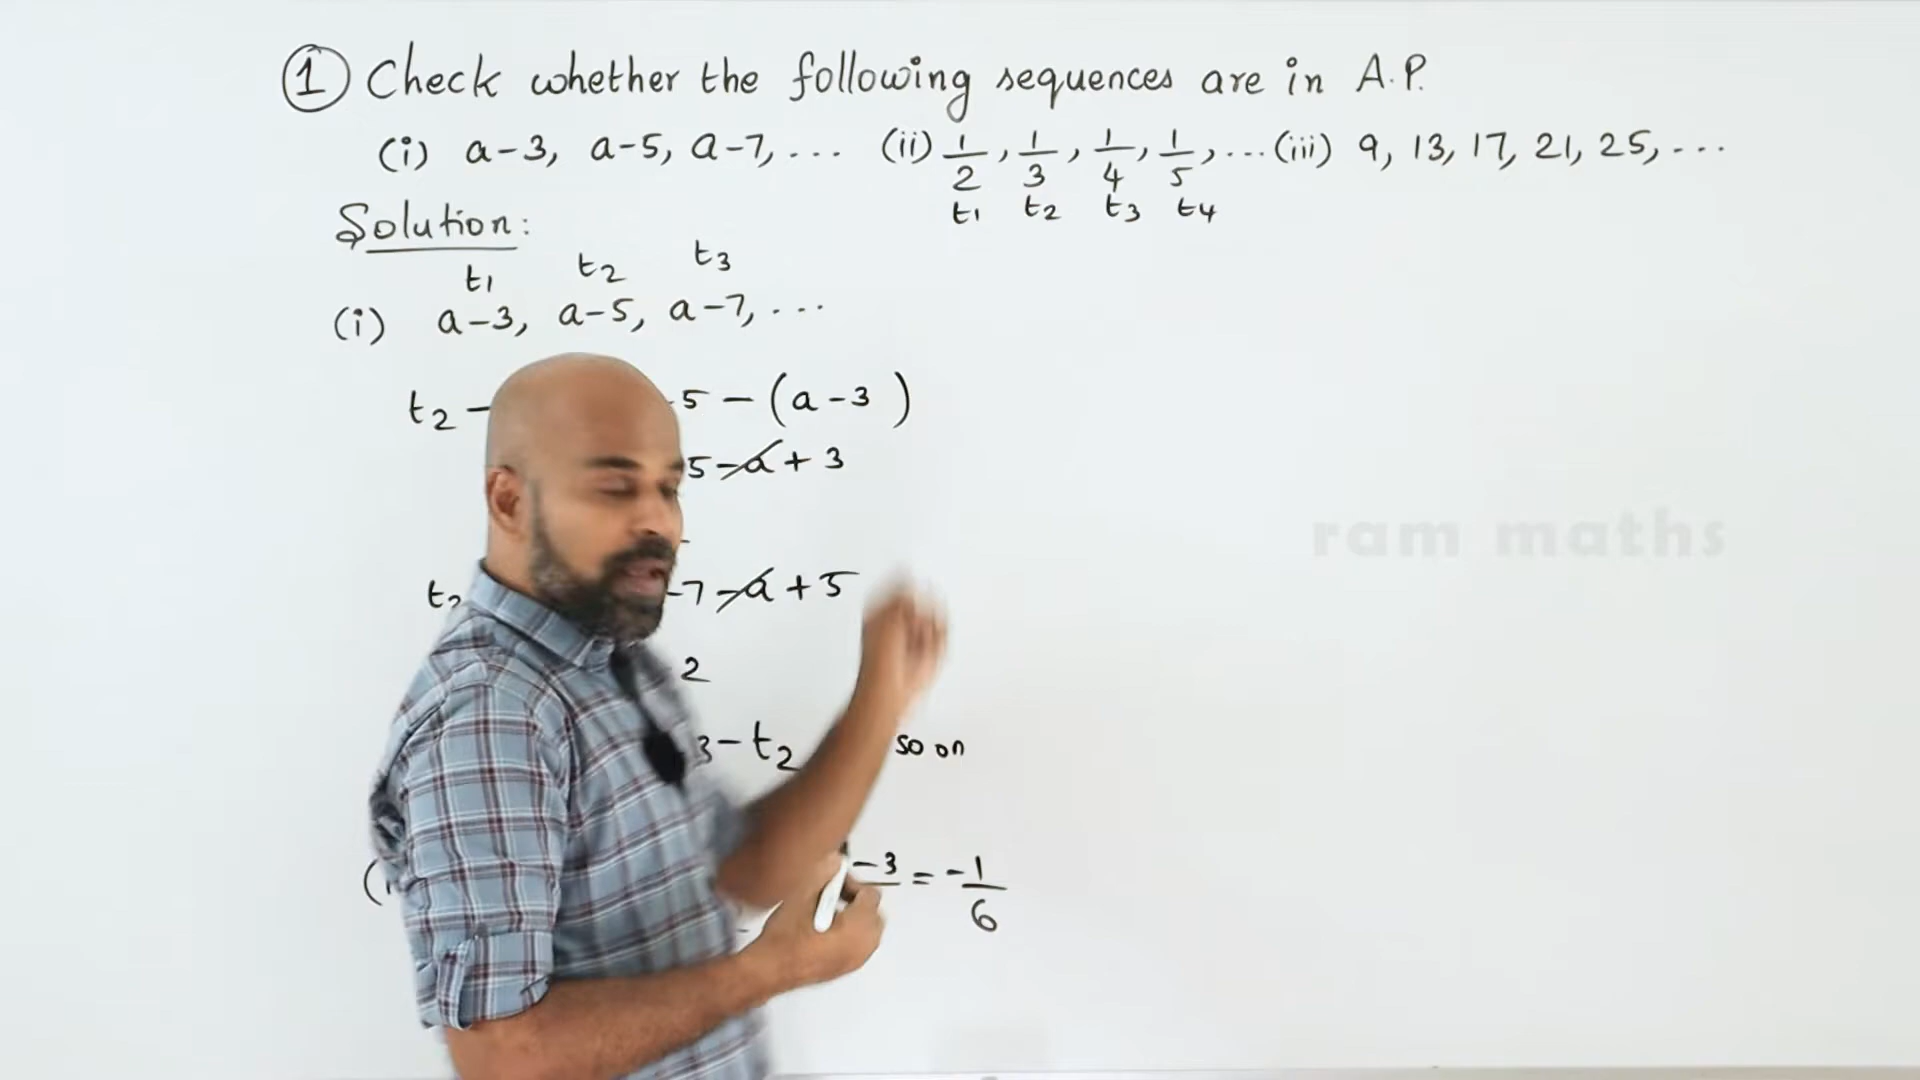 ① Check whether the following sequences are in A.P.
(i) a-3, a-5, a-7, ... (ii) 1/2, 1/3, 1/4, 1/5, ... (iii) 9, 13, 17, 21, 25, ...
t1 t2 t3 t4
Solution:
t1 t2 t3
(i) a-3, a-5, a-7, ...
t2 - 5 - (a-3)
5-a+3
-7-a+5
ram maths
2
3-t2 so on
-3 = -1/6